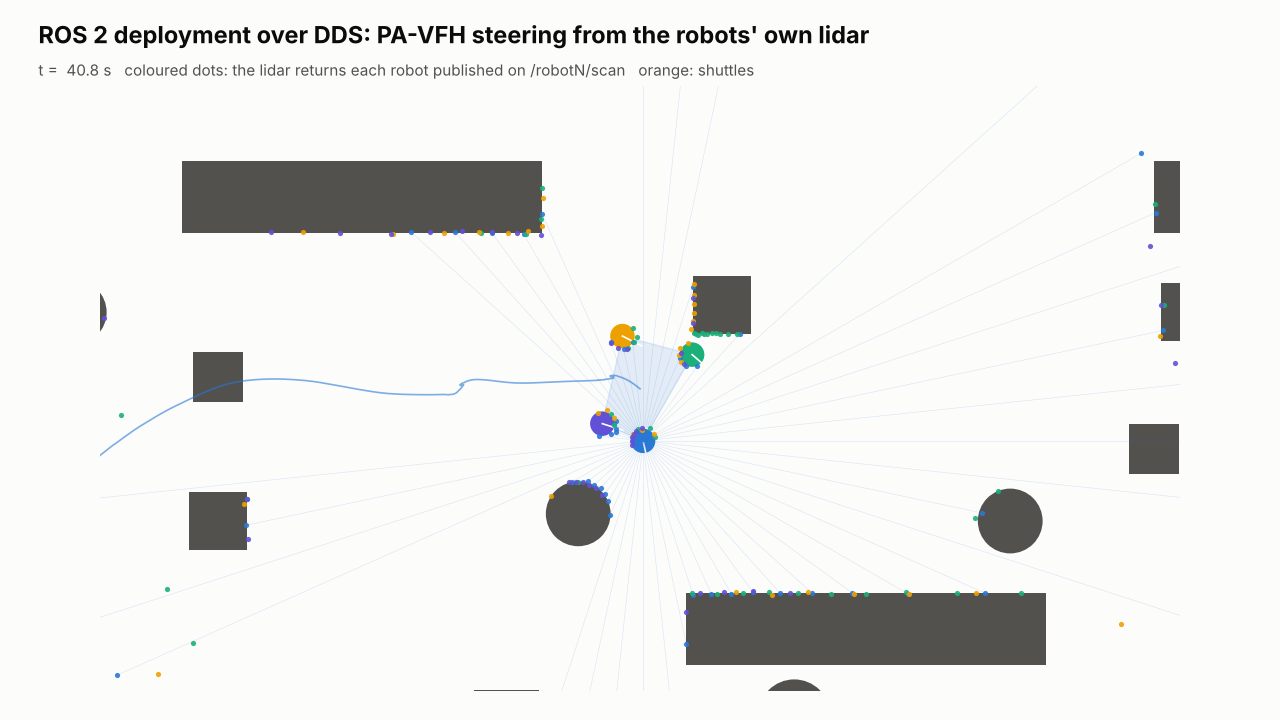 ROS 2 deployment over DDS: PA-VFH steering from the robots' own lidar
t =  40.8 s   coloured dots: the lidar returns each robot published on /robotN/scan   orange: shuttles